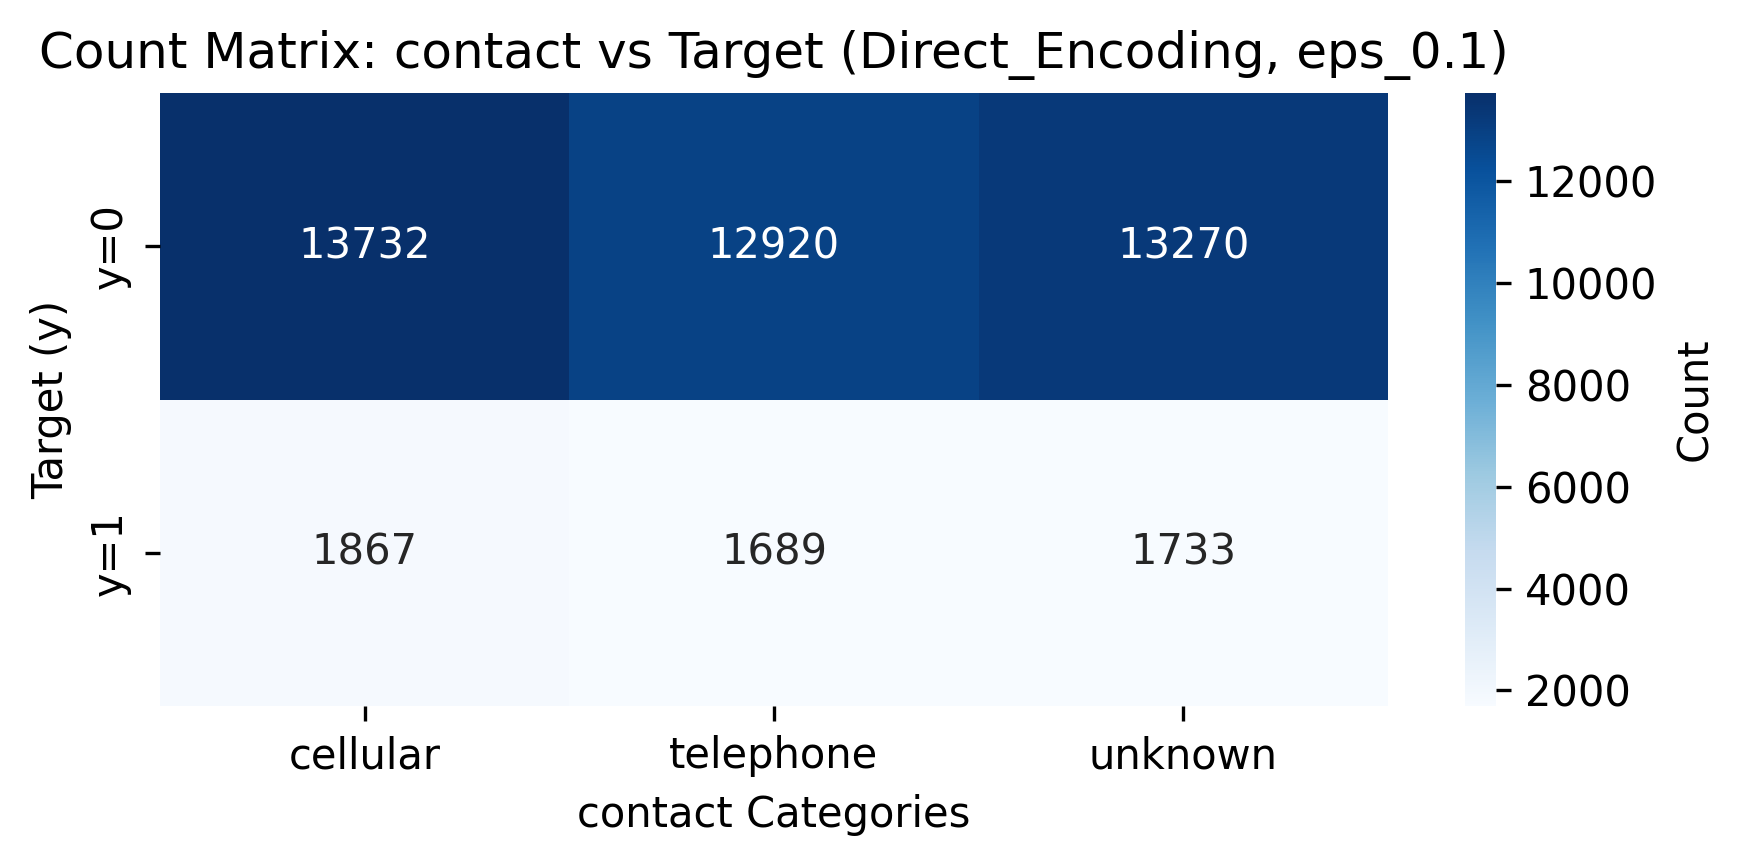 Count Matrix: contact vs Target (Direct_Encoding, eps_0.1)
Target (y)
y=0
y=1
13732 12920 13270
1867 1689 1733
cellular telephone unknown
contact Categories
12000
10000
8000
6000
4000
2000
Count